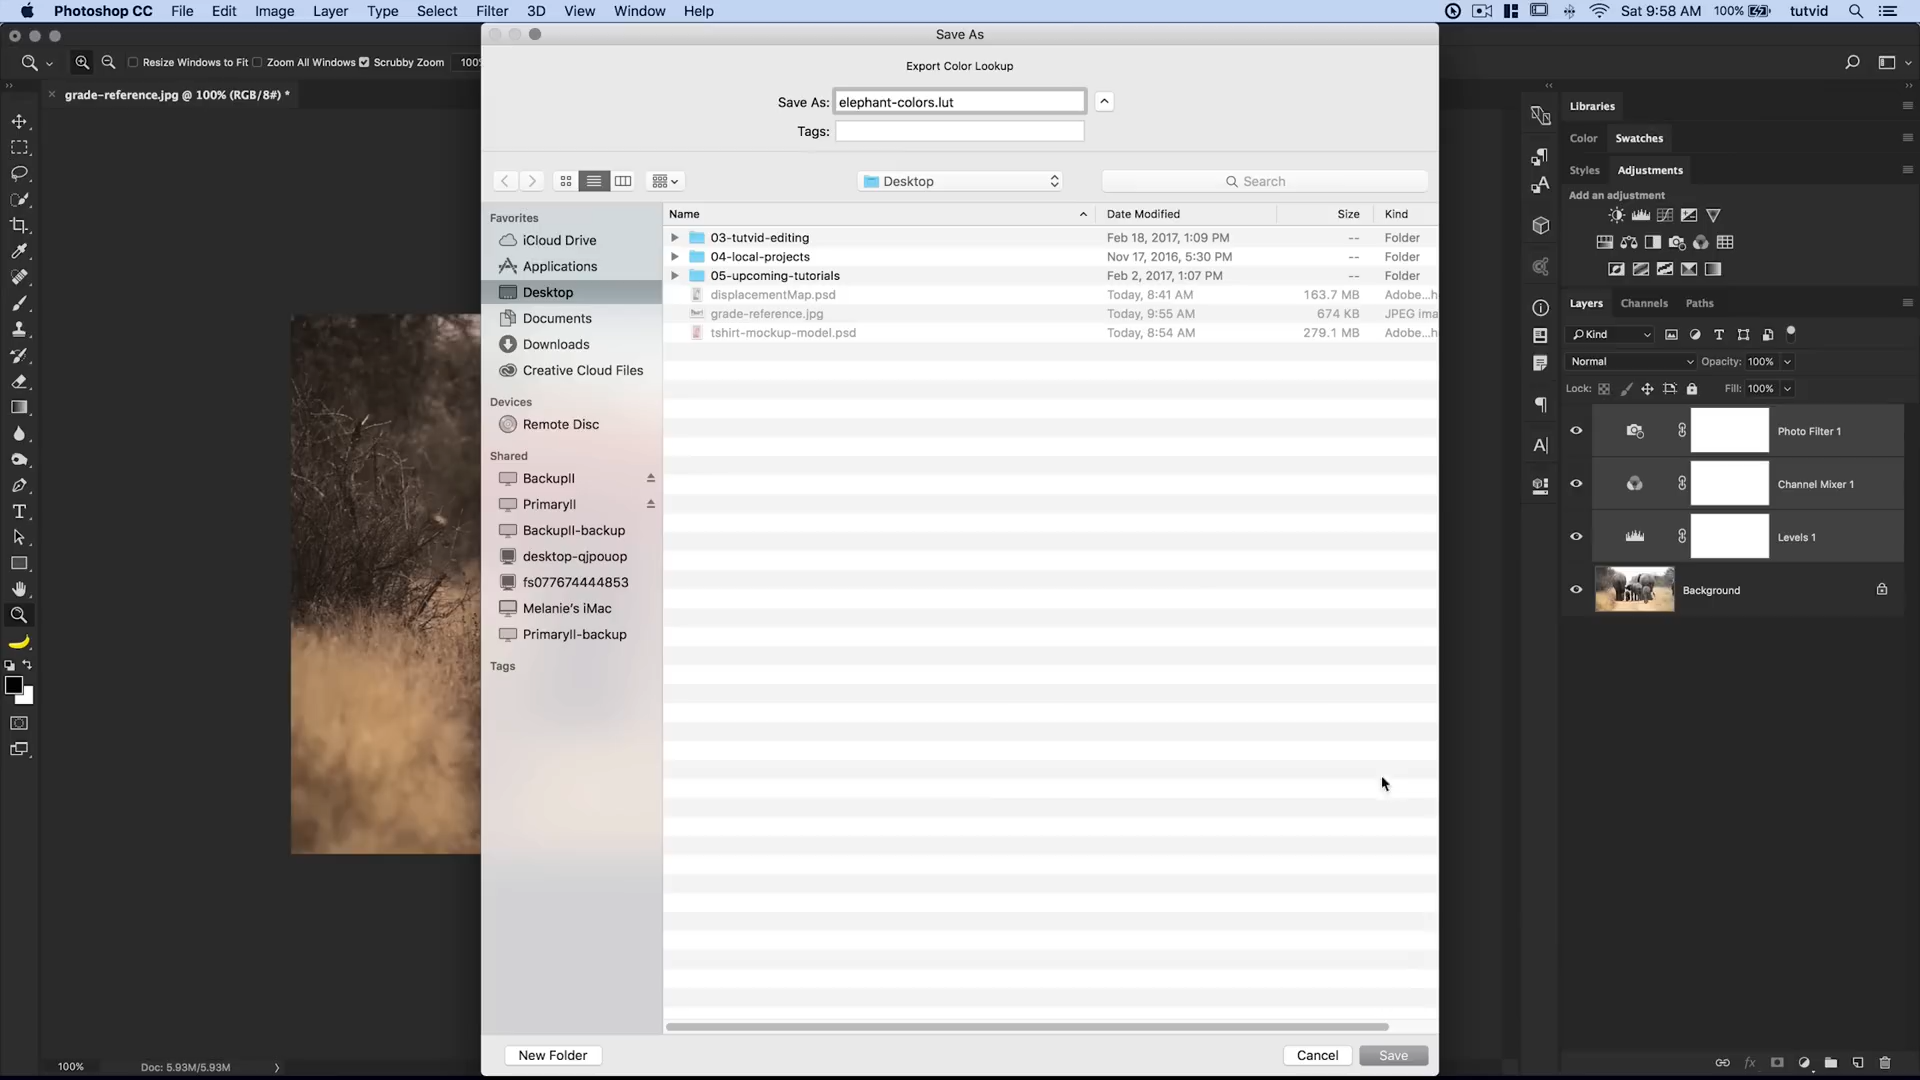 Photoshop CC File Edit Image Layer Type Select Filter 3D View Window Help
Sat 9:58 AM 100% tutvid
Save As
Resize Windows to Fit Zoom All Windows Scrubby Zoom 100%
Export Color Lookup
grade-reference.jpg @ 100% (RGB/8#) *
Save As: elephant-colors.lut
Tags:
Desktop
Search
Favorites
iCloud Drive
Applications
Desktop
Documents
Downloads
Creative Cloud Files
Devices
Remote Disc
Shared
BackupII
PrimaryII
BackupII-backup
desktop-qjpouop
fs077674444853
Melanie's iMac
PrimaryII-backup
Tags
Name Date Modified Size Kind
03-tutvid-editing Feb 18, 2017, 1:09 PM -- Folder
04-local-projects Nov 17, 2016, 5:30 PM -- Folder
05-upcoming-tutorials Feb 2, 2017, 1:07 PM -- Folder
displacementMap.psd Today, 8:41 AM 163.7 MB Adobe...h
grade-reference.jpg Today, 9:55 AM 674 KB JPEG ima
tshirt-mockup-model.psd Today, 8:54 AM 279.1 MB Adobe...h
New Folder
Cancel Save
Libraries
Color Swatches
Styles Adjustments
Add an adjustment
Layers Channels Paths
Kind
Normal Opacity: 100%
Lock: Fill: 100%
Photo Filter 1
Channel Mixer 1
Levels 1
Background
100% Doc: 5.93M/5.93M
fx